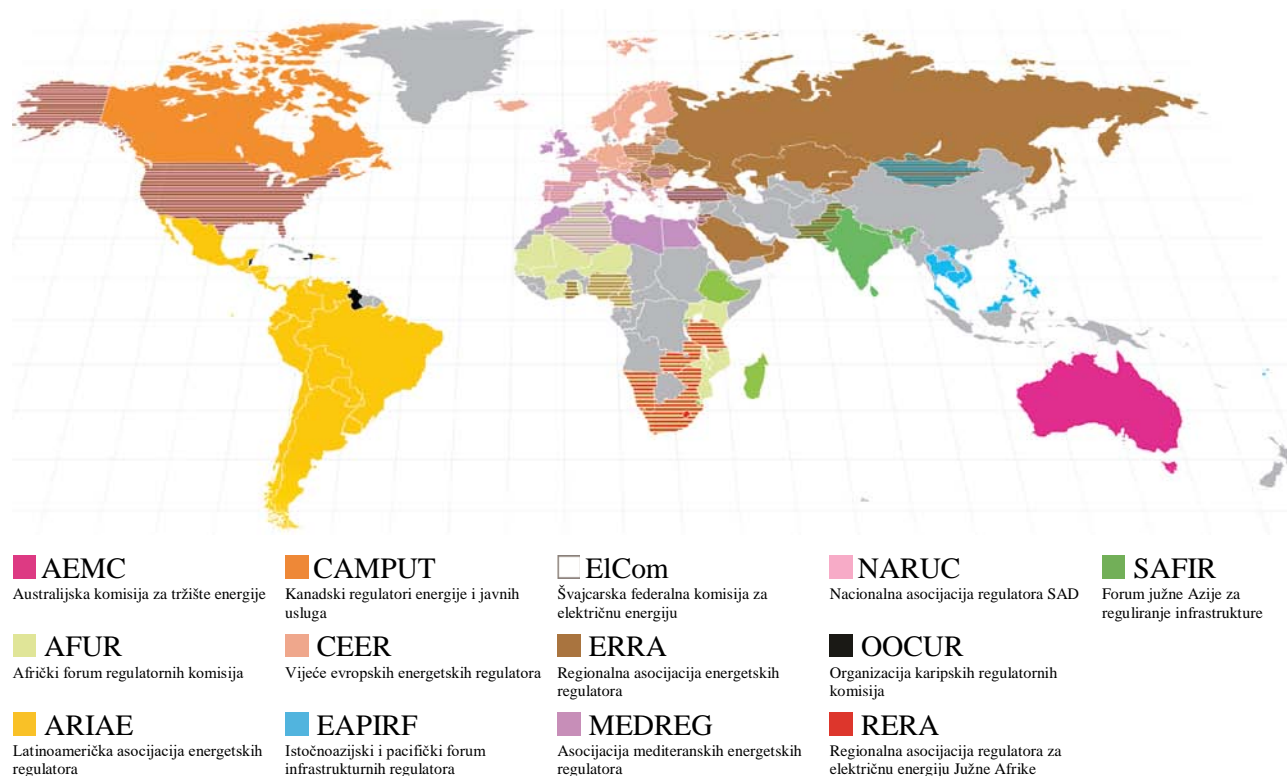 AEMC
Australijska komisija za tržište energije
CAMPUT
Kanadski regulatori energije i javnih
usluga
ElCom
Švajcarska federalna komisija za
električnu energiju
NARUC
Nacionalna asocijacija regulatora SAD
SAFIR
Forum južne Azije za
reguliranje infrastrukture
AFUR
Afrički forum regulatornih komisija
CEER
Vijeće evropskih energetskih regulatora
ERRA
Regionalna asocijacija energetskih
regulatora
OOCUR
Organizacija karipskih regulatornih
komisija
ARIAE
Latinoamerička asocijacija energetskih
regulatora
EAPIRF
Istočnoazijski i pacifički forum
infrastrukturnih regulatora
MEDREG
Asocijacija mediteranskih energetskih
regulatora
RERA
Regionalna asocijacija regulatora za
električnu energiju Južne Afrike